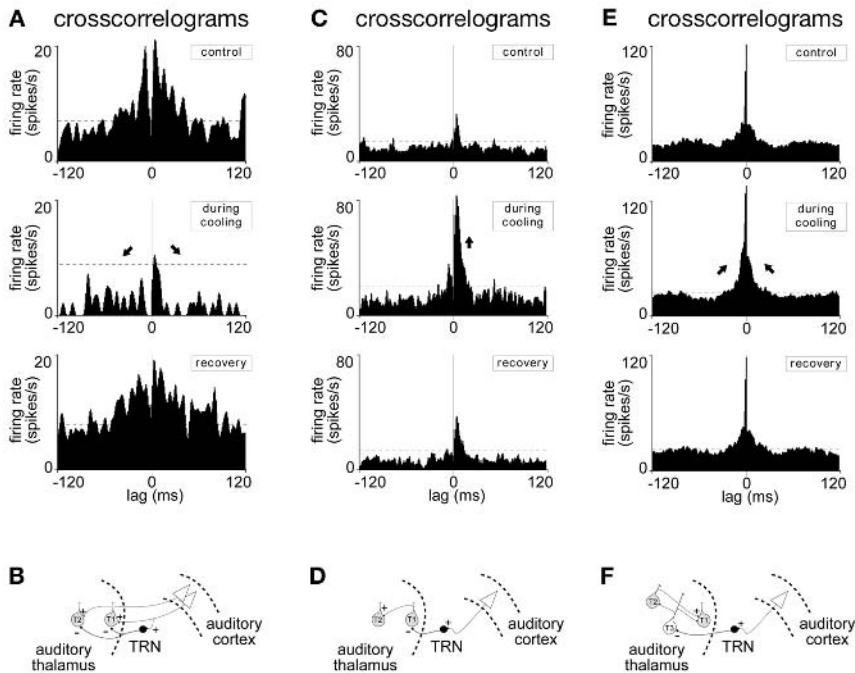 A crosscorrelograms
20
control
firing rate
(spikes/s)
0
-120 0 120
20
during
cooling
firing rate
(spikes/s)
0
-120 0 120
20
recovery
firing rate
(spikes/s)
0
-120 0 120
lag (ms)
C crosscorrelograms
80
control
firing rate
(spikes/s)
0
-120 0 120
80
during
cooling
firing rate
(spikes/s)
0
-120 0 120
80
recovery
firing rate
(spikes/s)
0
-120 0 120
lag (ms)
E crosscorrelograms
120
control
firing rate
(spikes/s)
0
-120 0 120
120
during
cooling
firing rate
(spikes/s)
0
-120 0 120
120
recovery
firing rate
(spikes/s)
0
-120 0 120
lag (ms)
B
+
T2 T1 +
- - +
auditory
thalamus
TRN
auditory
cortex
D
T2 + T1
- +
auditory
thalamus
TRN
auditory
cortex
F
T2 + T1
T3 - +
auditory
thalamus
TRN
auditory
cortex